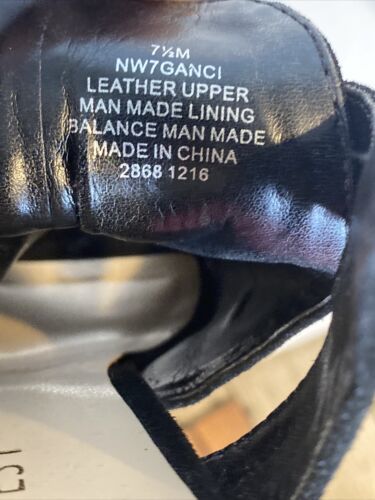 7½M
NW7GANCI
LEATHER UPPER
MAN MADE LINING
BALANCE MAN MADE
MADE IN CHINA
2868 1216